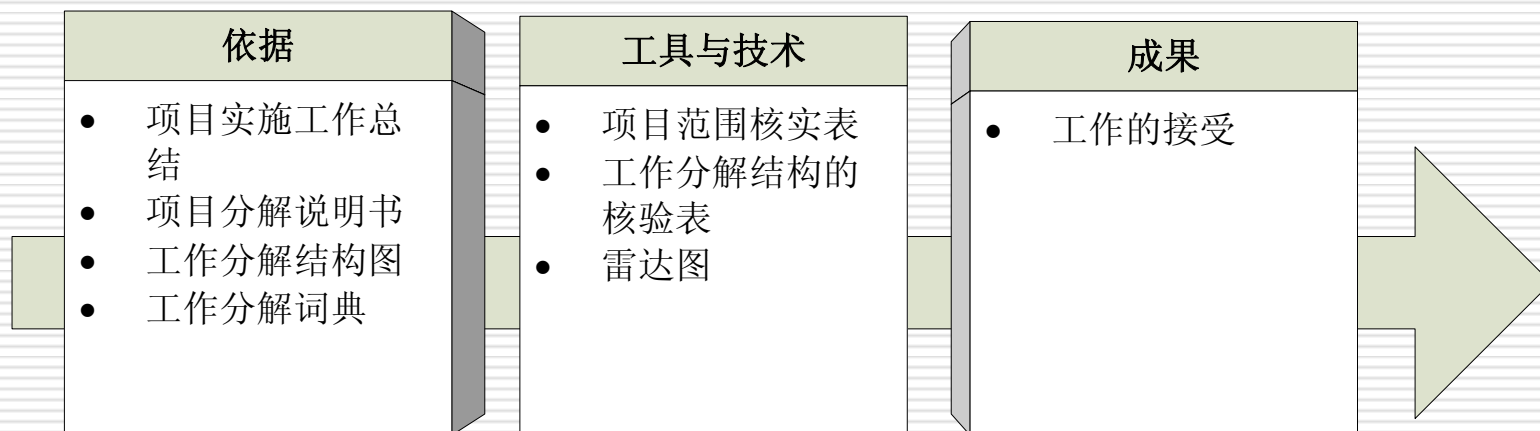 依据
● 项目实施工作总
结
● 项目分解说明书
● 工作分解结构图
● 工作分解词典
工具与技术
● 项目范围核实表
● 工作分解结构的
核验表
● 雷达图
成果
● 工作的接受